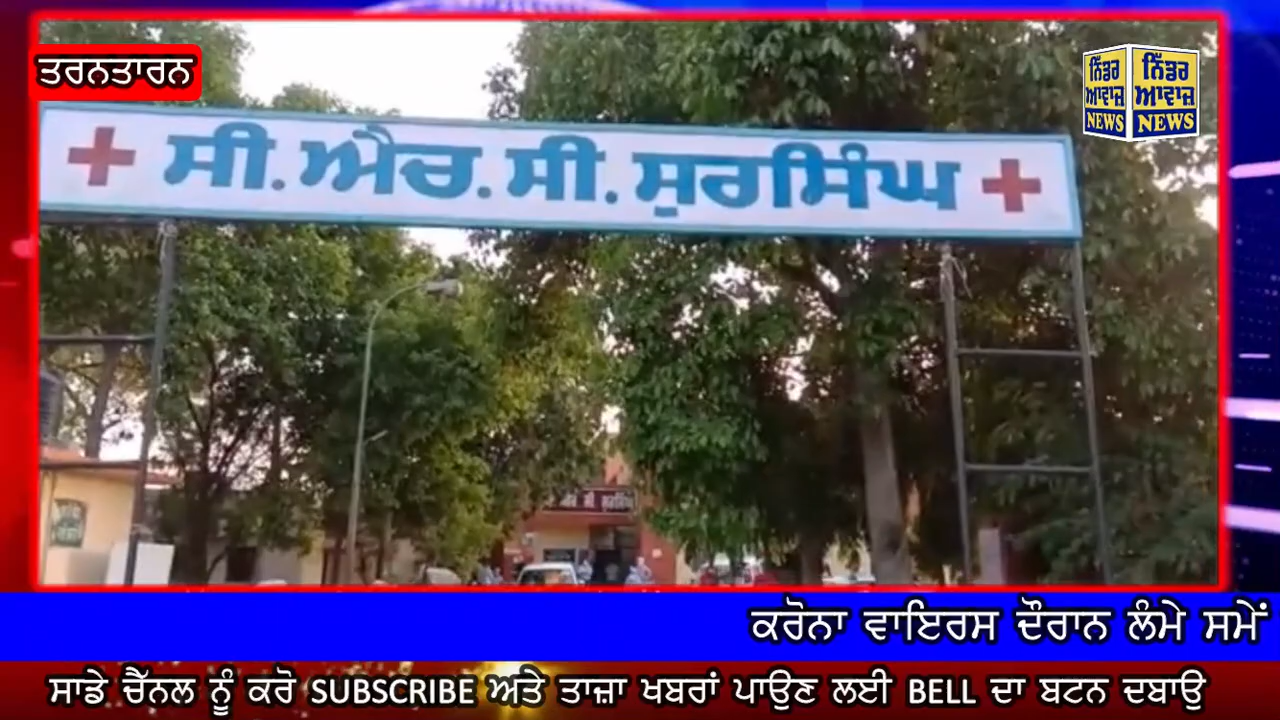 ਤਰਨਤਾਰਨ
ਨਿੱਡਰ ਆਵਾਜ਼ NEWS
ਨਿੱਡਰ ਆਵਾਜ਼ NEWS
ਸੀ.ਐਚ.ਸੀ. ਸੁਰਸਿੰਘ
ਸੀ ਸੁਰਸਿੰਘ
ਕਰੋਨਾ ਵਾਇਰਸ ਦੌਰਾਨ ਲੰਮੇ ਸਮੇਂ
ਸਾਡੇ ਚੈੱਨਲ ਨੂੰ ਕਰੋ SUBSCRIBE ਅਤੇ ਤਾਜ਼ਾ ਖਬਰਾਂ ਪਾਉਣ ਲਈ BELL ਦਾ ਬਟਨ ਦਬਾਉ